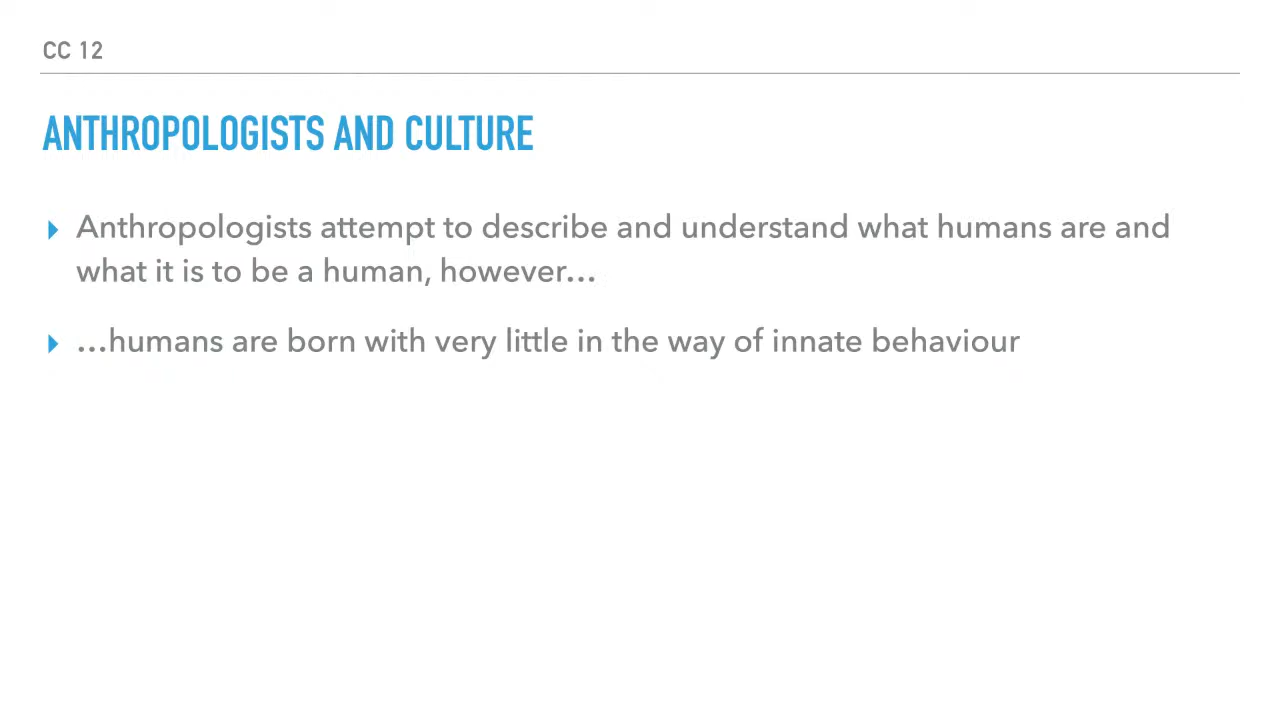 CC 12
ANTHROPOLOGISTS AND CULTURE
Anthropologists attempt to describe and understand what humans are and
what it is to be a human, however…
…humans are born with very little in the way of innate behaviour